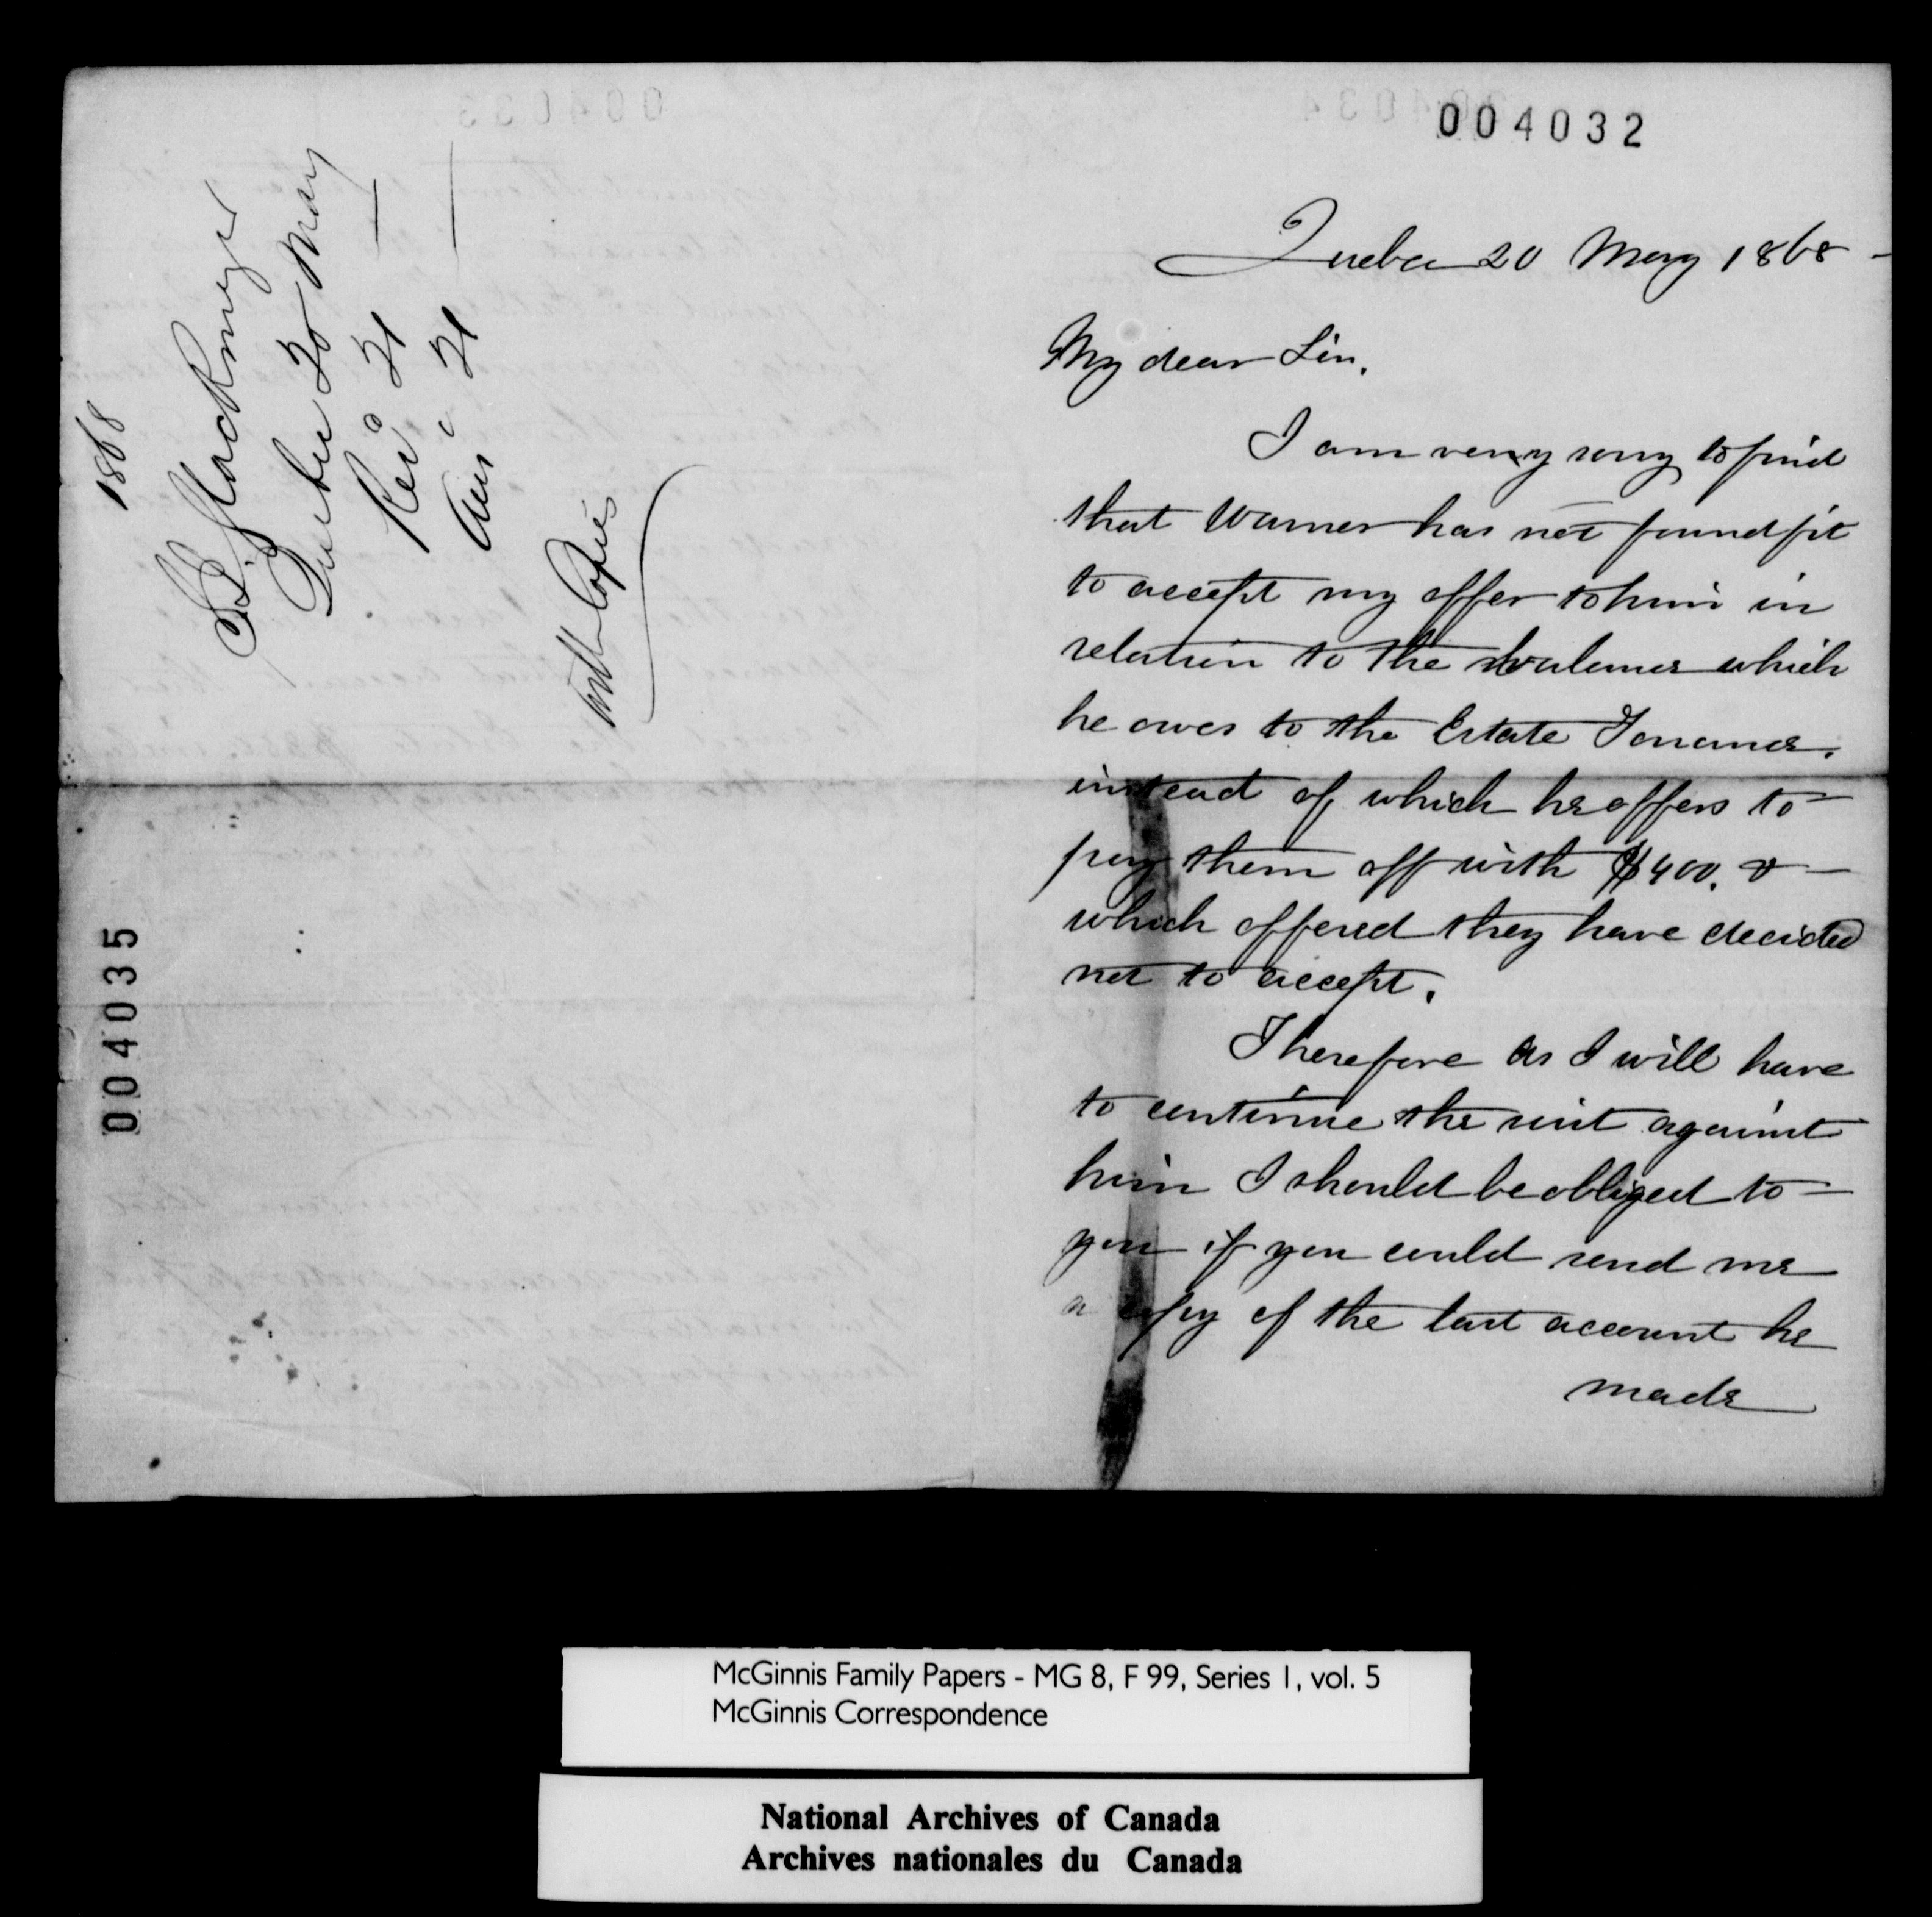 004032
Quebec 20 May 1868
My dear Sir,
I am very sorry to find
that Warner has not found fit
to accept my offer to him in
relation to the balance which
he owes to the Estate
instead of which he offers to
pay them off with $400. &
which offered they have decided
not to accept.
Therefore as I will have
to continue the suit against
him I should be obliged to
you if you could send me
a copy of the last account he
made
1868
Quebec 20 May
Recd 21
Ansd 21
with Copies
004035
McGinnis Family Papers - MG 8, F 99, Series 1, vol. 5
McGinnis Correspondence
National Archives of Canada
Archives nationales du Canada